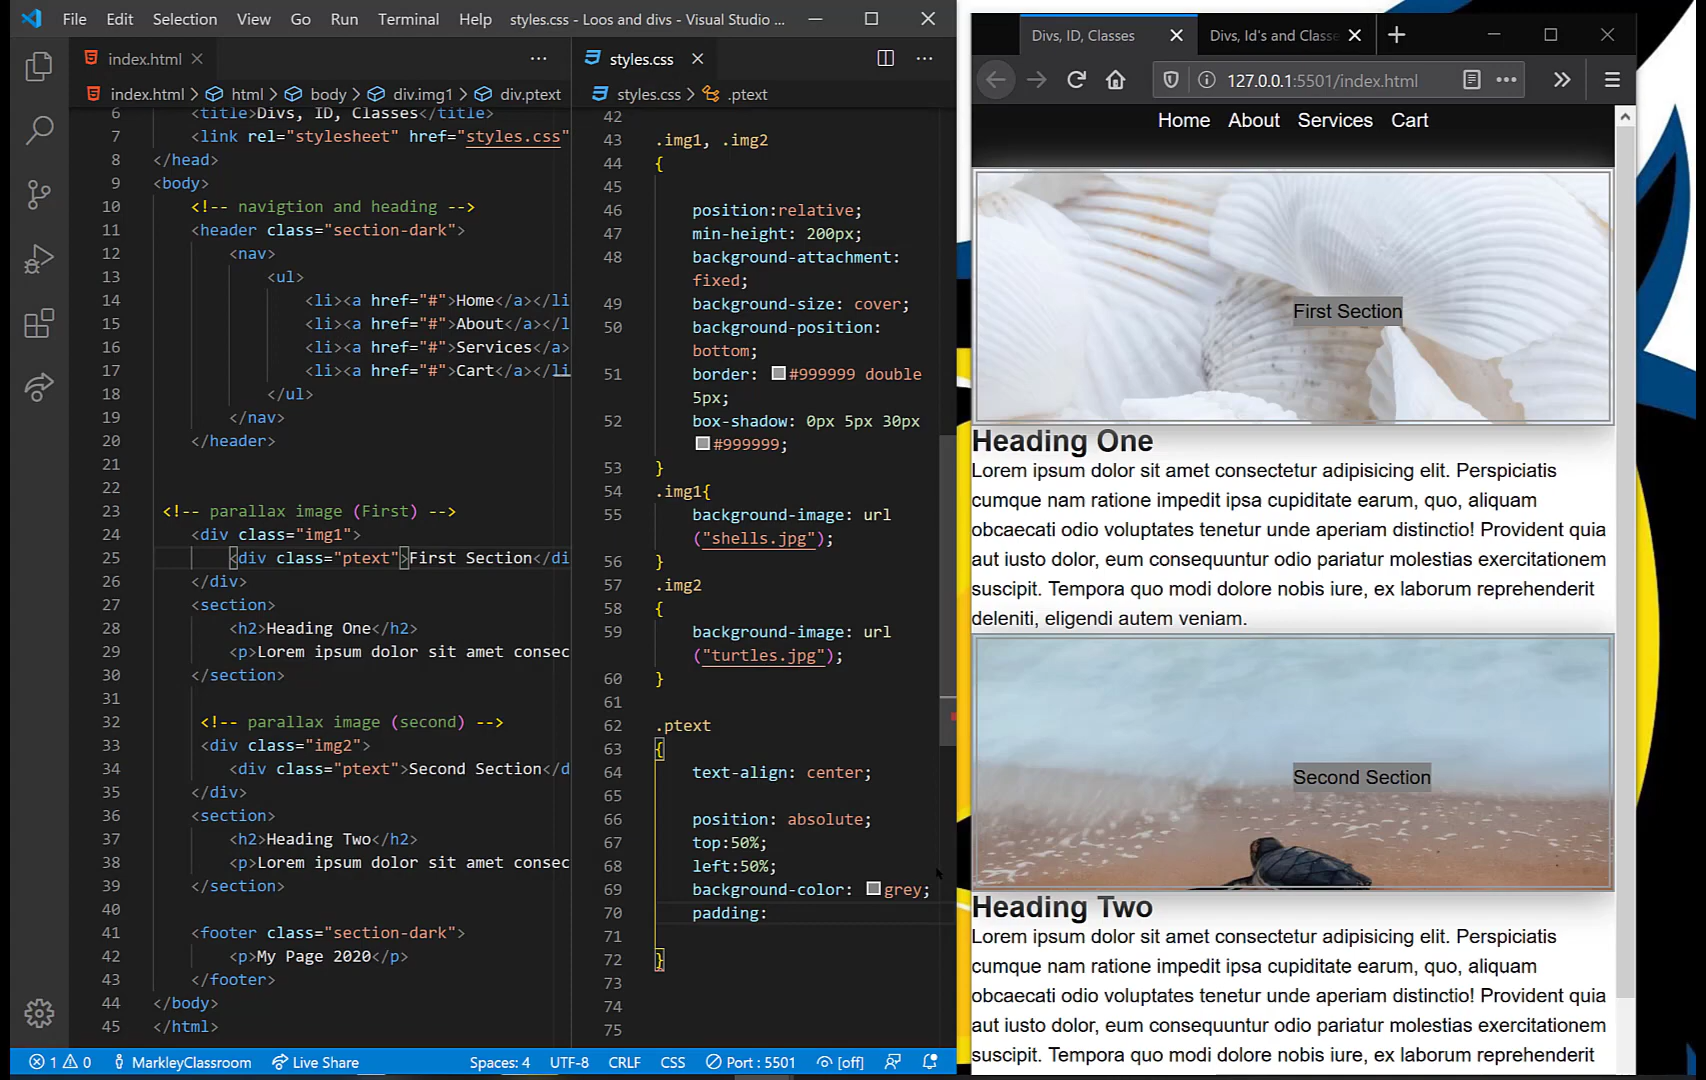 File Edit Selection View Go Run Terminal Help styles.css - Loos and divs - Visual Studio ...
index.html
styles.css
index.html > html > body > div.img1 > div.ptext
styles.css > .ptext
6 <title>Divs, ID, Classes</title>
7 <link rel="stylesheet" href="styles.css"
8 </head>
9 <body>
10 <!-- navigtion and heading -->
11 <header class="section-dark">
12 <nav>
13 <ul>
14 <li><a href="#">Home</a></li
15 <li><a href="#">About</a></l
16 <li><a href="#">Services</a>
17 <li><a href="#">Cart</a></li
18 </ul>
19 </nav>
20 </header>
21
22
23 <!-- parallax image (First) -->
24 <div class="img1">
25 <div class="ptext">First Section</di
26 </div>
27 <section>
28 <h2>Heading One</h2>
29 <p>Lorem ipsum dolor sit amet consec
30 </section>
31
32 <!-- parallax image (second) -->
33 <div class="img2">
34 <div class="ptext">Second Section</d
35 </div>
36 <section>
37 <h2>Heading Two</h2>
38 <p>Lorem ipsum dolor sit amet consec
39 </section>
40
41 <footer class="section-dark">
42 <p>My Page 2020</p>
43 </footer>
44 </body>
45 </html>
42
43 .img1, .img2
44 {
45
46 position:relative;
47 min-height: 200px;
48 background-attachment:
fixed;
49 background-size: cover;
50 background-position:
bottom;
51 border: #999999 double
5px;
52 box-shadow: 0px 5px 30px
#999999;
53 }
54 .img1{
55 background-image: url
("shells.jpg");
56 }
57 .img2
58 {
59 background-image: url
("turtles.jpg");
60 }
61
62 .ptext
63 {
64 text-align: center;
65
66 position: absolute;
67 top:50%;
68 left:50%;
69 background-color: grey;
70 padding:
71
72 }
73
74
75
1 0 MarkleyClassroom Live Share Spaces: 4 UTF-8 CRLF CSS Port : 5501 [off]
Divs, ID, Classes
Divs, Id's and Classe
127.0.0.1:5501/index.html
Home About Services Cart
First Section
Heading One
Lorem ipsum dolor sit amet consectetur adipisicing elit. Perspiciatis
cumque nam ratione impedit ipsa cupiditate earum, quo, aliquam
obcaecati odio voluptates tenetur unde aperiam distinctio! Provident quia
aut iusto dolor, eum consequuntur odio pariatur molestias exercitationem
suscipit. Tempora quo modi dolore nobis iure, ex laborum reprehenderit
deleniti, eligendi autem veniam.
Second Section
Heading Two
Lorem ipsum dolor sit amet consectetur adipisicing elit. Perspiciatis
cumque nam ratione impedit ipsa cupiditate earum, quo, aliquam
obcaecati odio voluptates tenetur unde aperiam distinctio! Provident quia
aut iusto dolor, eum consequuntur odio pariatur molestias exercitationem
suscipit. Tempora quo modi dolore nobis iure, ex laborum reprehenderit